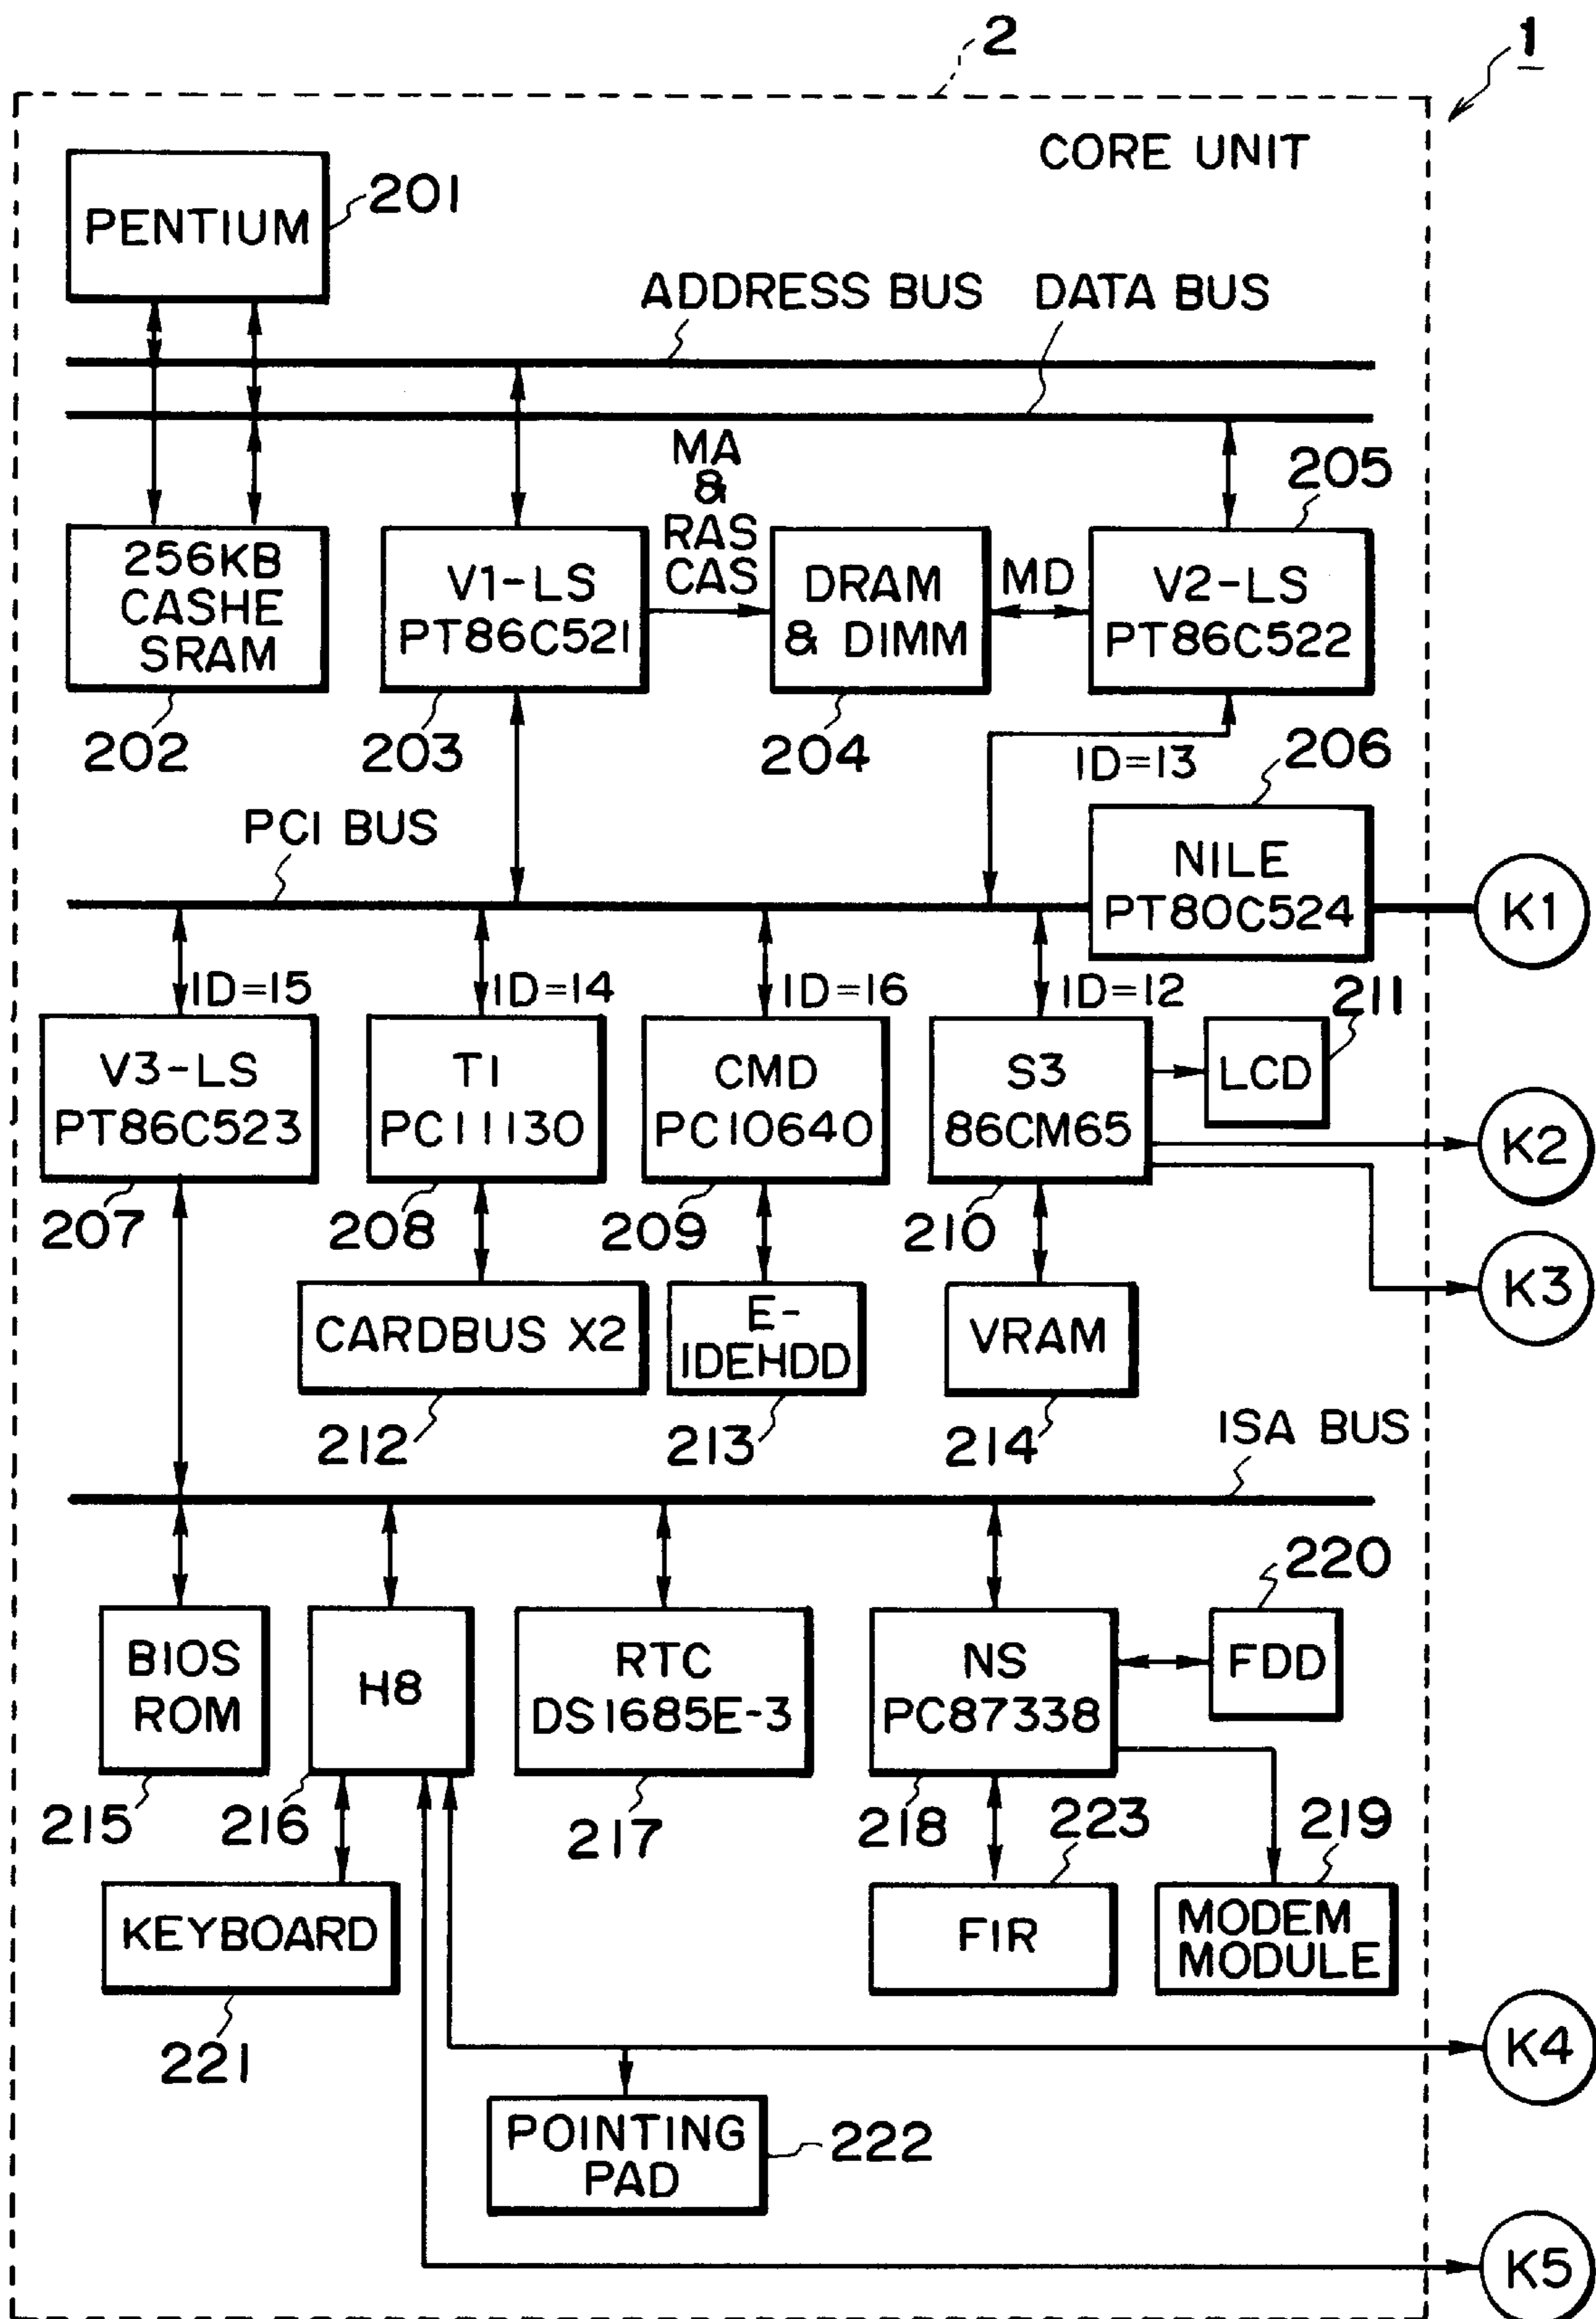 2
1
CORE UNIT
PENTIUM
201
ADDRESS BUS
DATA BUS
MA
&
RAS
CAS
205
256KB
CASHE
SRAM
V1-LS
PT86C521
DRAM
& DIMM
MD
V2-LS
PT86C522
202
203
204
ID=13
206
PCI BUS
NILE
PT80C524
K1
ID=15
ID=14
ID=16
ID=12
211
V3-LS
PT86C523
TI
PCI1130
CMD
PCI0640
S3
86CM65
LCD
K2
207
208
209
210
K3
CARDBUS X2
E-
IDEHDD
VRAM
212
213
214
ISA BUS
220
BIOS
ROM
H8
RTC
DS1685E-3
NS
PC87338
FDD
215
216
217
218
223
219
KEYBOARD
FIR
MODEM
MODULE
221
K4
POINTING
PAD
222
K5